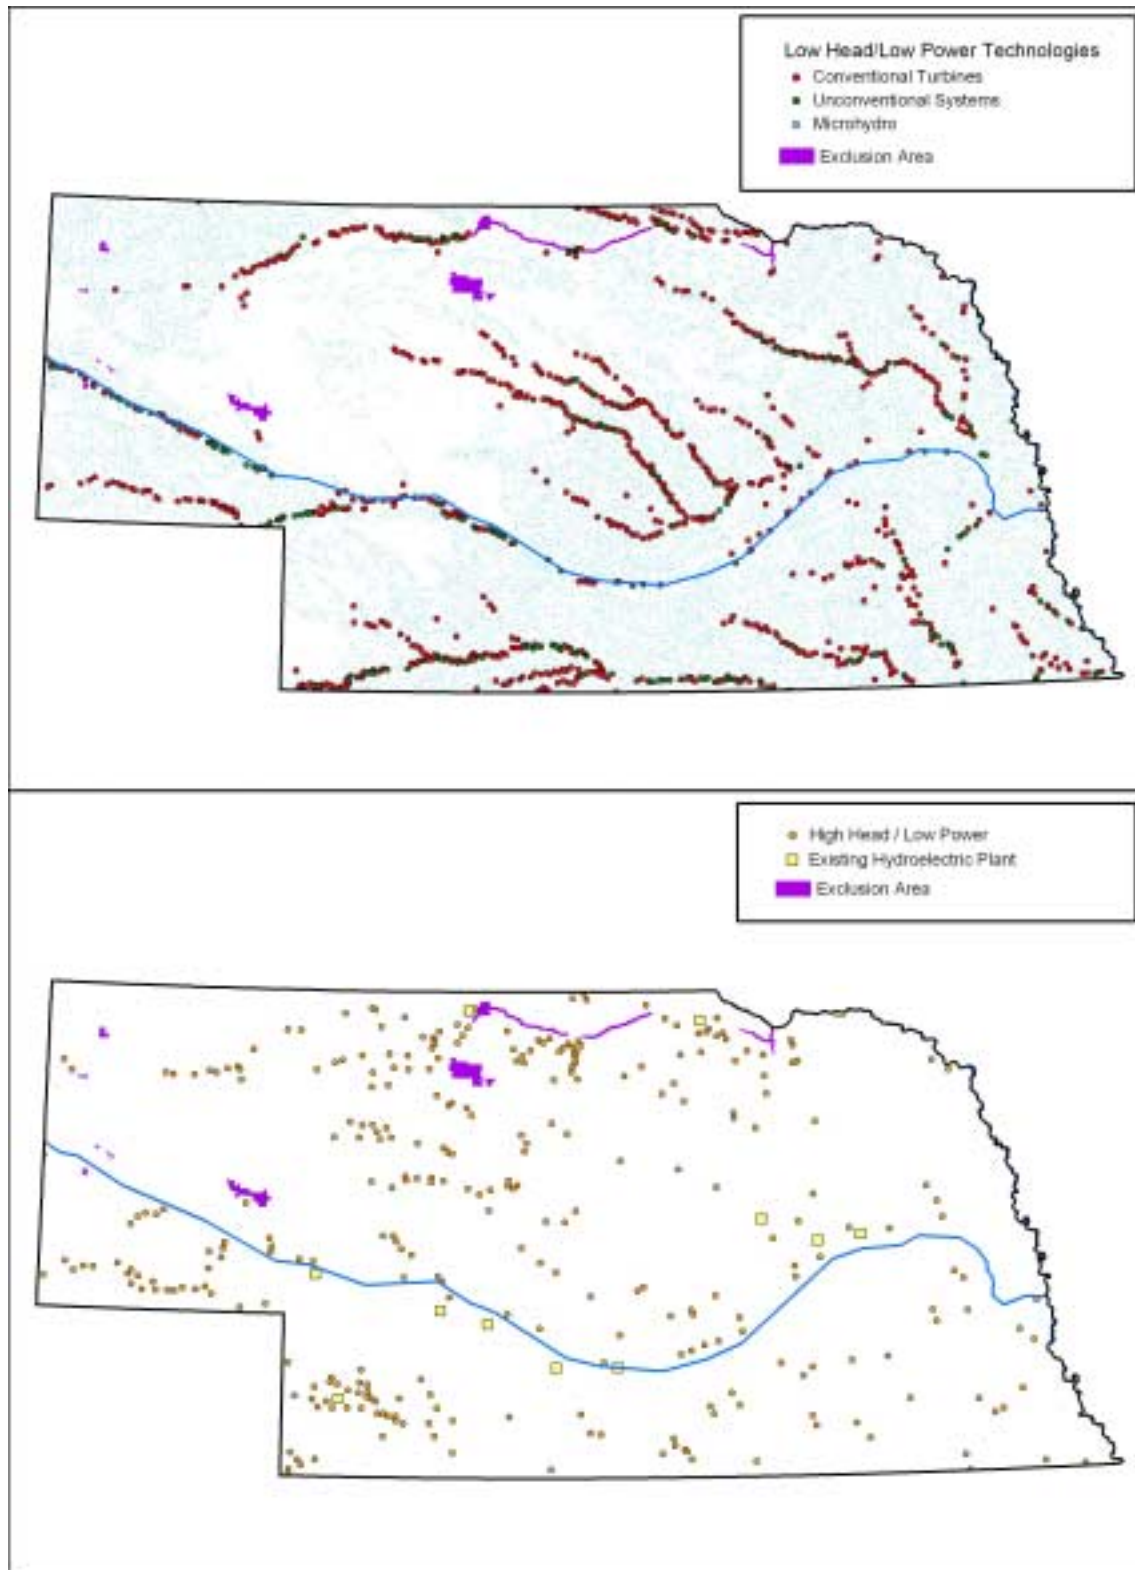 Low Head/Low Power Technologies
Conventional Turbines
Unconventional Systems
Microhydro
Exclusion Area
High Head / Low Power
Existing Hydroelectric Plant
Exclusion Area